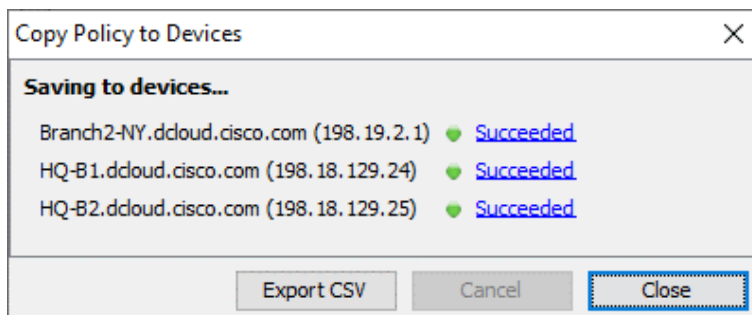 Copy Policy to Devices
Saving to devices...
Branch2-NY.dcloud.cisco.com (198.19.2.1) Succeeded
HQ-B1.dcloud.cisco.com (198.18.129.24) Succeeded
HQ-B2.dcloud.cisco.com (198.18.129.25) Succeeded
Export CSV Cancel Close